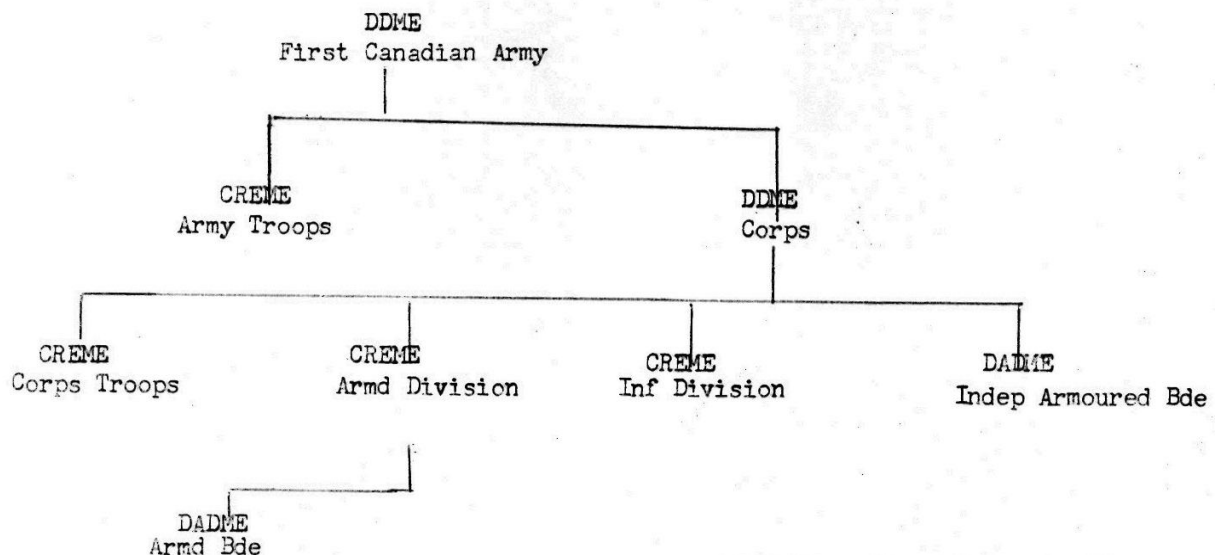 DDME
First Canadian Army
CREME
Army Troops
DDME
Corps
CREME
Corps Troops
CREME
Armd Division
CREME
Inf Division
DADME
Indep Armoured Bde
DADME
Armd Bde